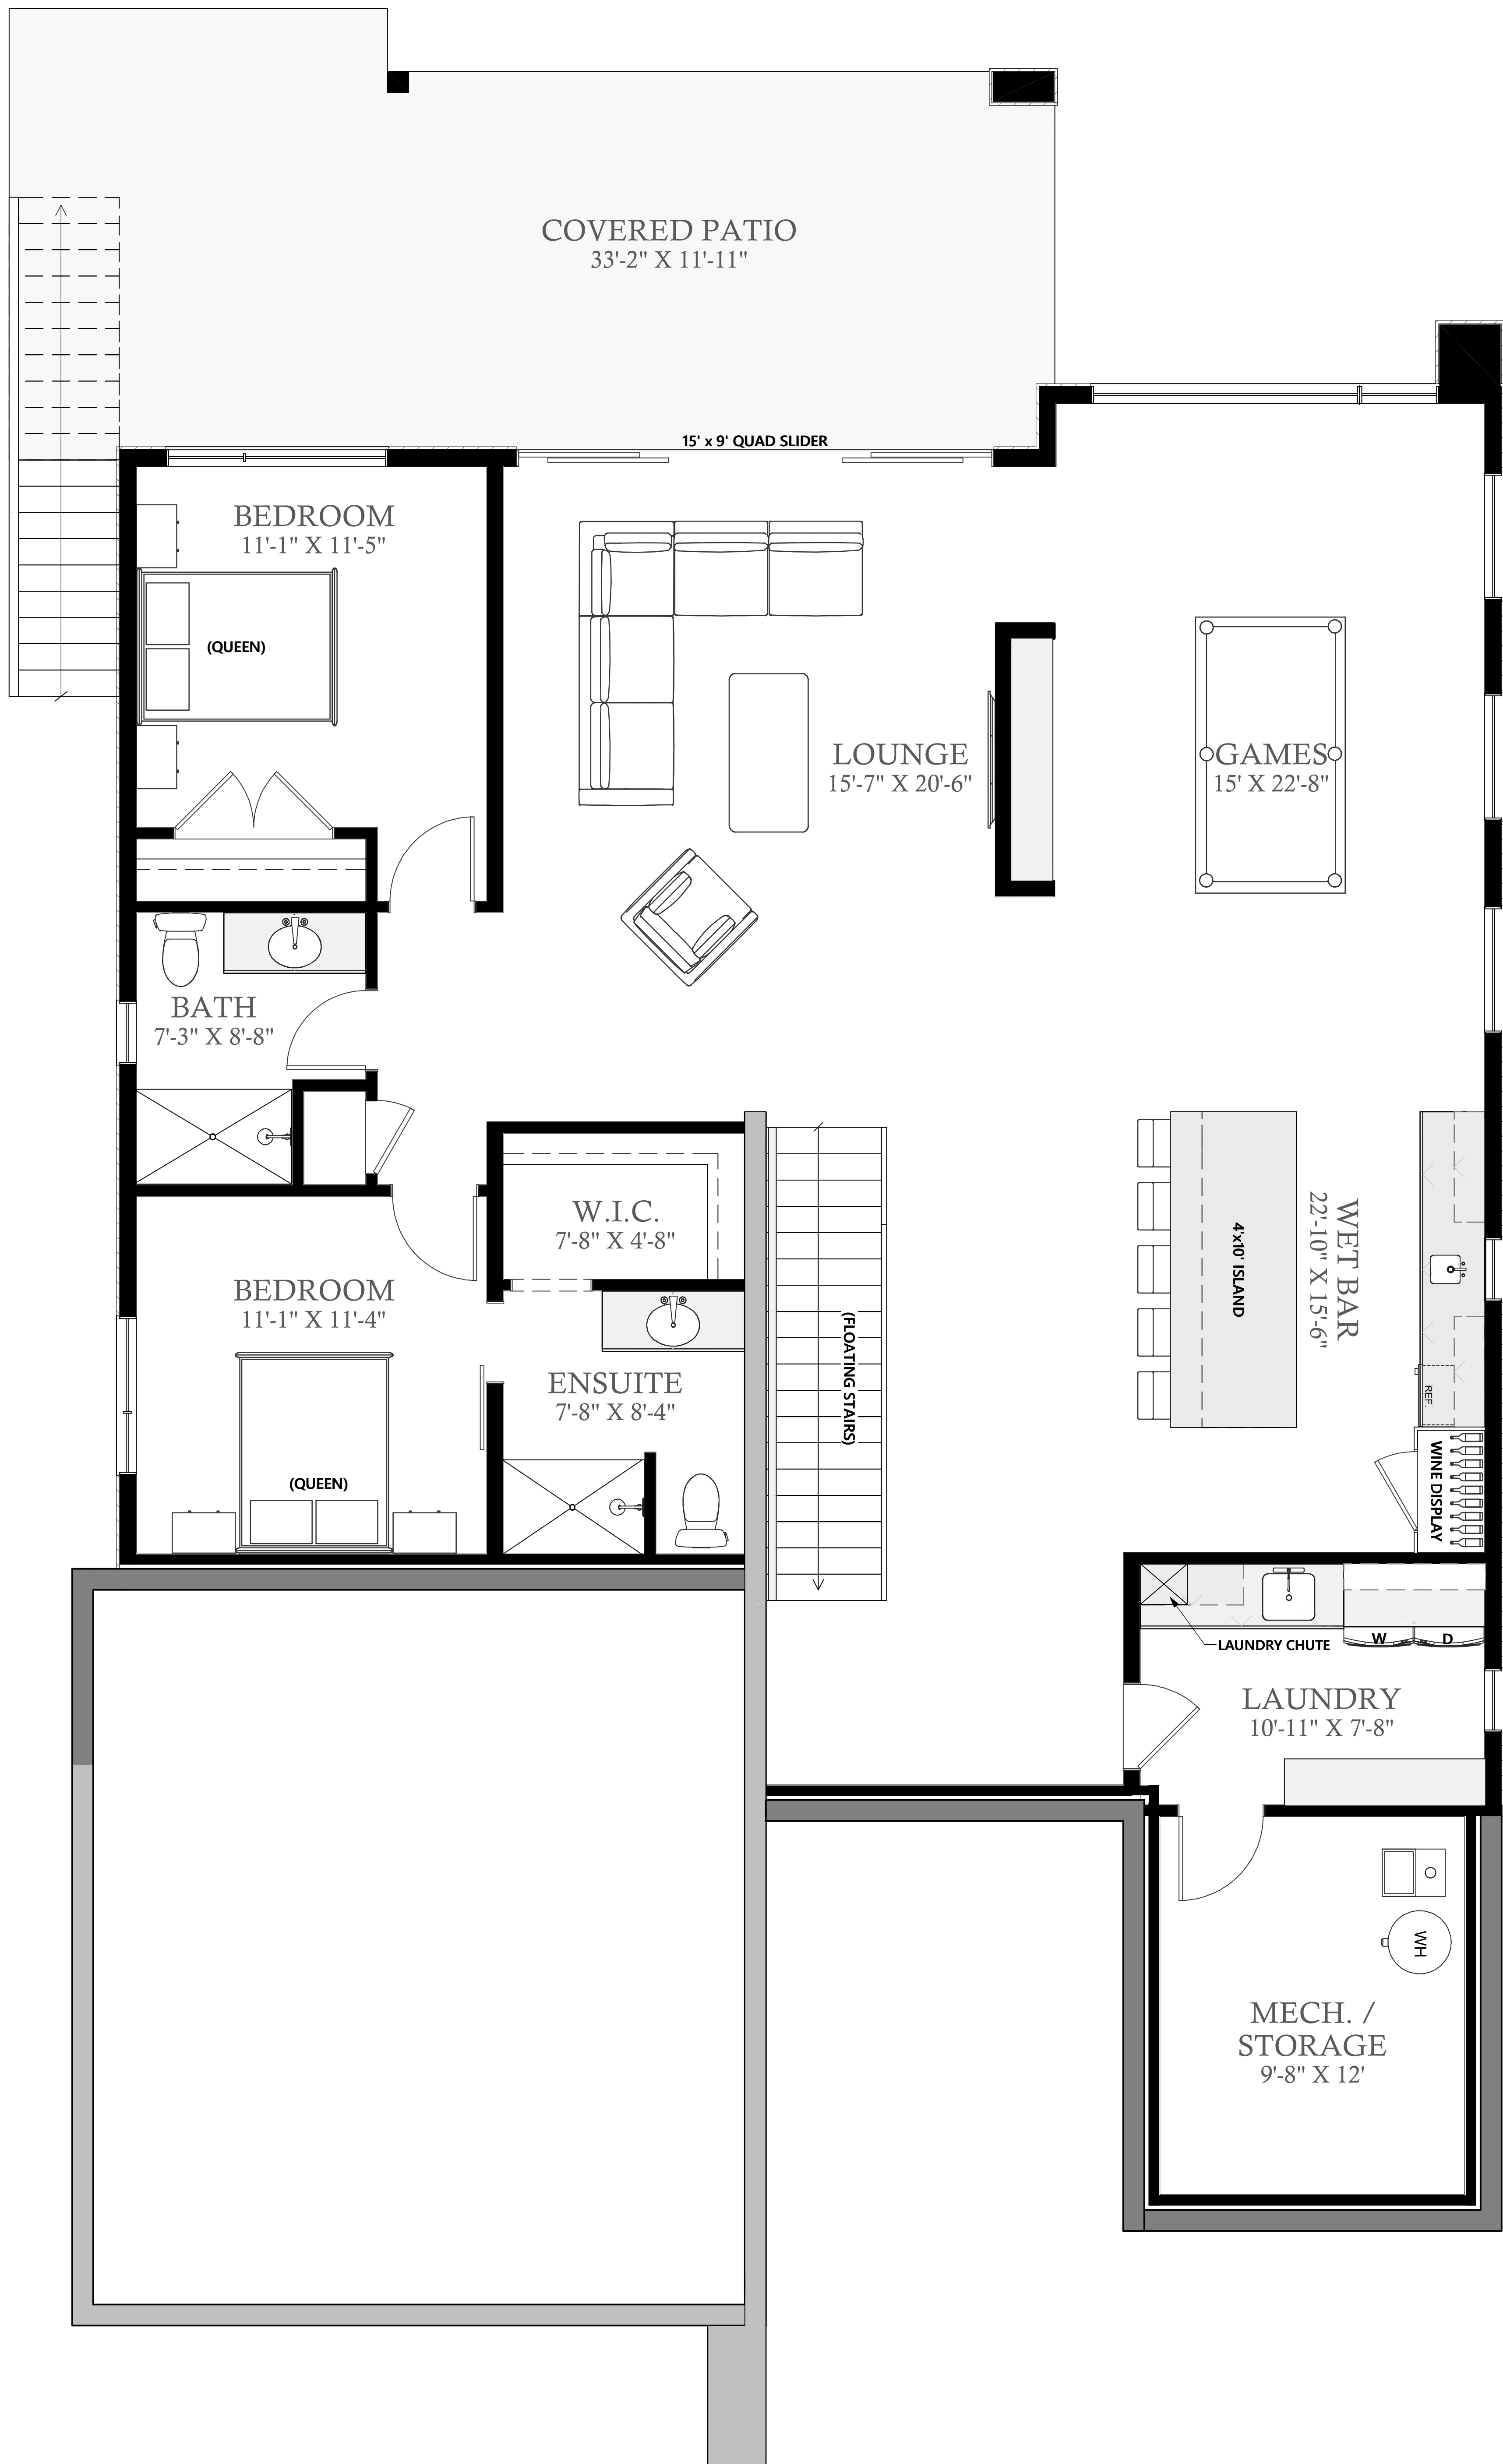 COVERED PATIO
33'-2" X 11'-11"
15' x 9' QUAD SLIDER
BEDROOM
11'-1" X 11'-5"
(QUEEN)
LOUNGE
15'-7" X 20'-6"
GAMES
15' X 22'-8"
BATH
7'-3" X 8'-8"
W.I.C.
7'-8" X 4'-8"
4'x10' ISLAND
WET BAR
22'-10" X 15'-6"
BEDROOM
11'-1" X 11'-4"
(QUEEN)
ENSUITE
7'-8" X 8'-4"
(FLOATING STAIRS)
REF.
WINE DISPLAY
W
D
LAUNDRY CHUTE
LAUNDRY
10'-11" X 7'-8"
WH
MECH. /
STORAGE
9'-8" X 12'